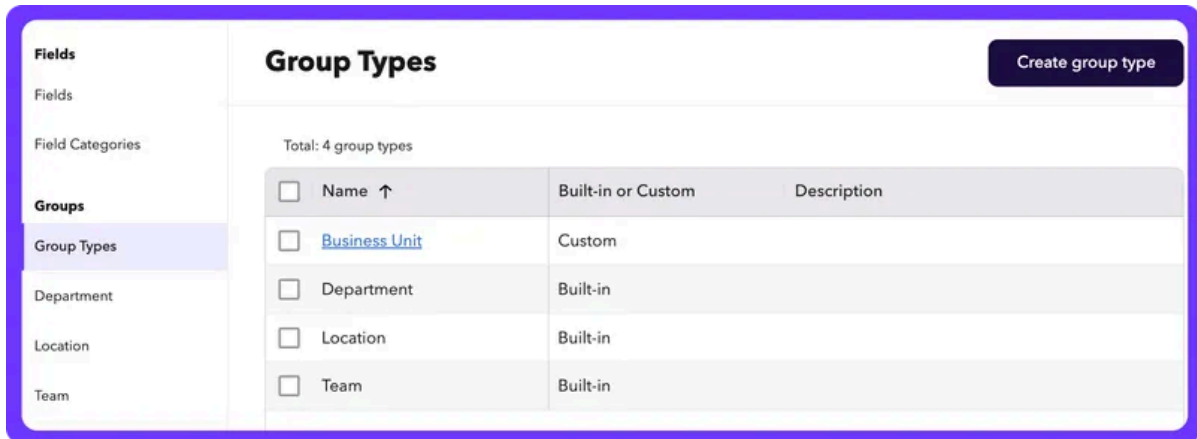 Fields
Fields
Field Categories
Groups
Group Types
Department
Location
Team
Group Types
Create group type
Total: 4 group types
Name ↑ Built-in or Custom Description
Business Unit Custom
Department Built-in
Location Built-in
Team Built-in